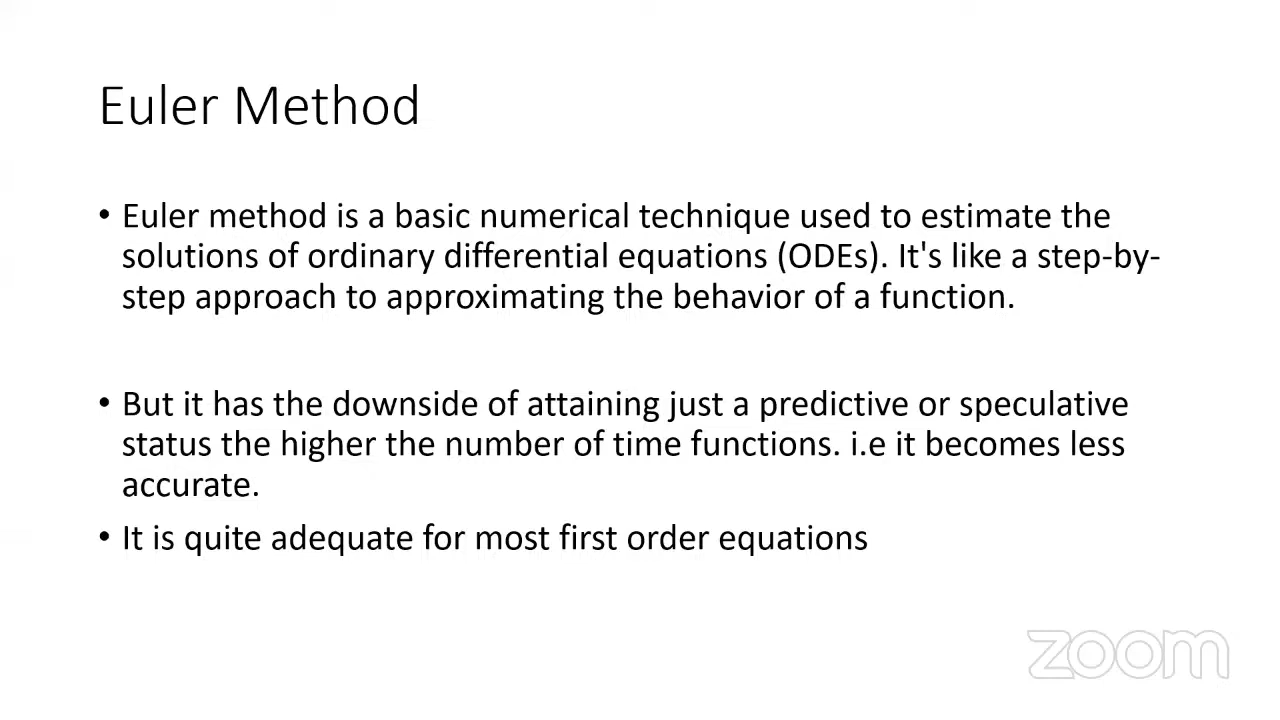 Euler Method
• Euler method is a basic numerical technique used to estimate the
solutions of ordinary differential equations (ODEs). It's like a step-by-
step approach to approximating the behavior of a function.
• But it has the downside of attaining just a predictive or speculative
status the higher the number of time functions. i.e it becomes less
accurate.
• It is quite adequate for most first order equations
zoom